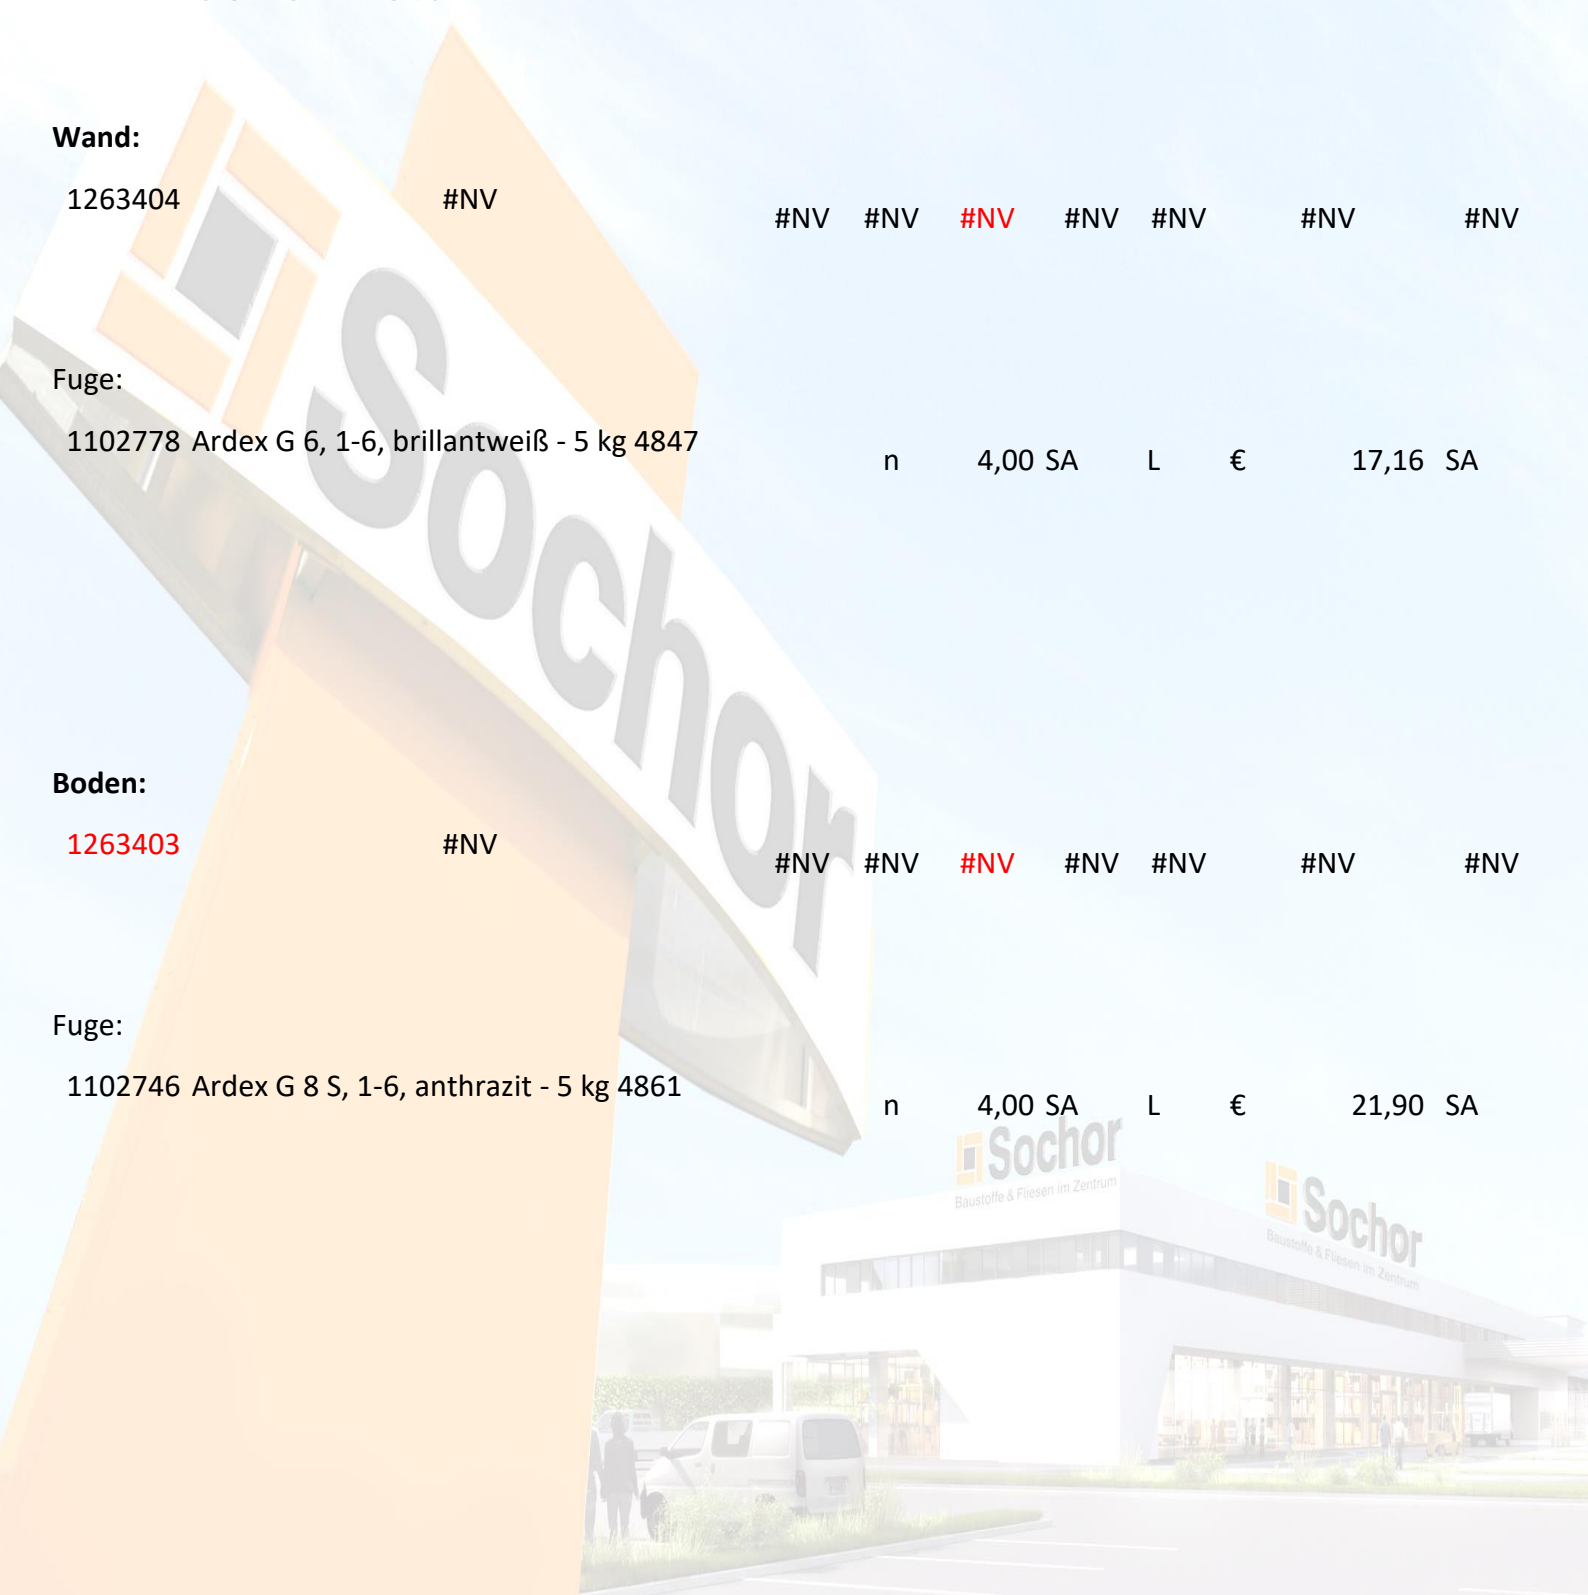 Wand:
1263404 #NV #NV #NV #NV #NV #NV #NV #NV
Fuge:
1102778 Ardex G 6, 1-6, brillantweiß - 5 kg 4847 n 4,00 SA L € 17,16 SA
Boden:
1263403 #NV #NV #NV #NV #NV #NV #NV #NV
Fuge:
1102746 Ardex G 8 S, 1-6, anthrazit - 5 kg 4861 n 4,00 SA L € 21,90 SA
Sochor
Sochor
Baustoffe & Fliesen im Zentrum
Sochor
Baustoffe & Fliesen im Zentrum